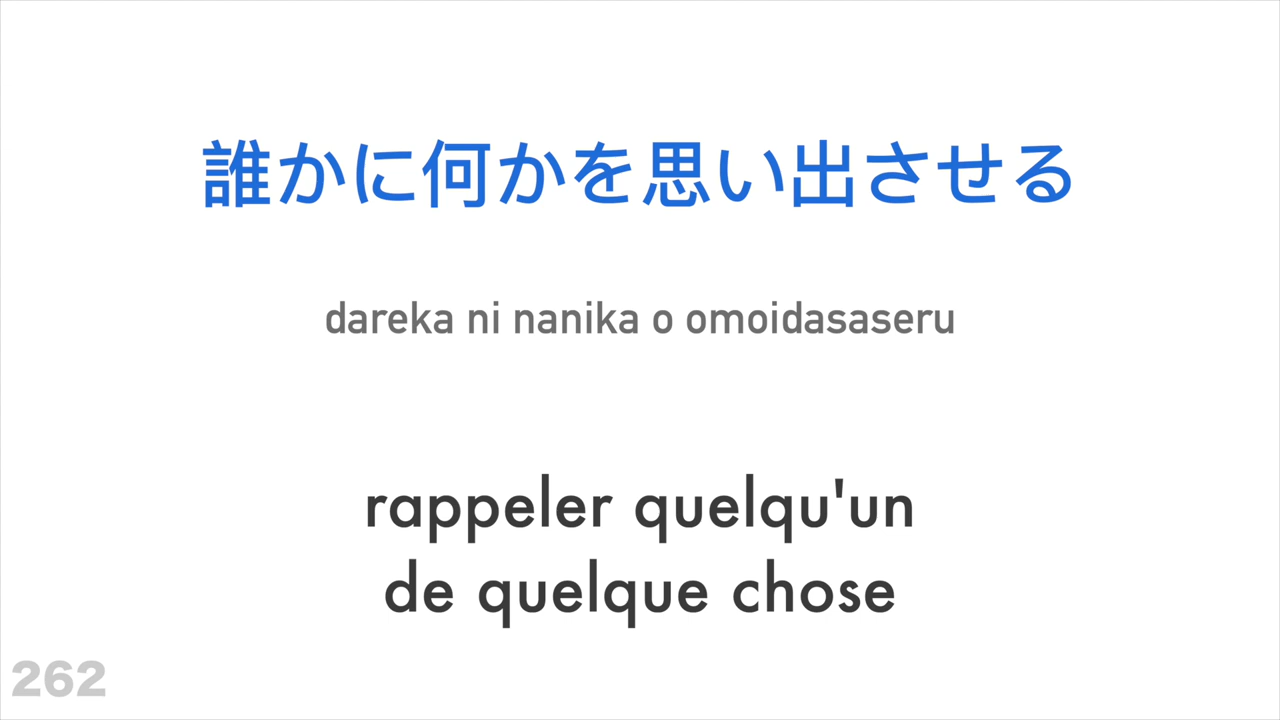 誰かに何かを思い出させる
dareka ni nanika o omoidasaseru
rappeler quelqu'un
de quelque chose
262